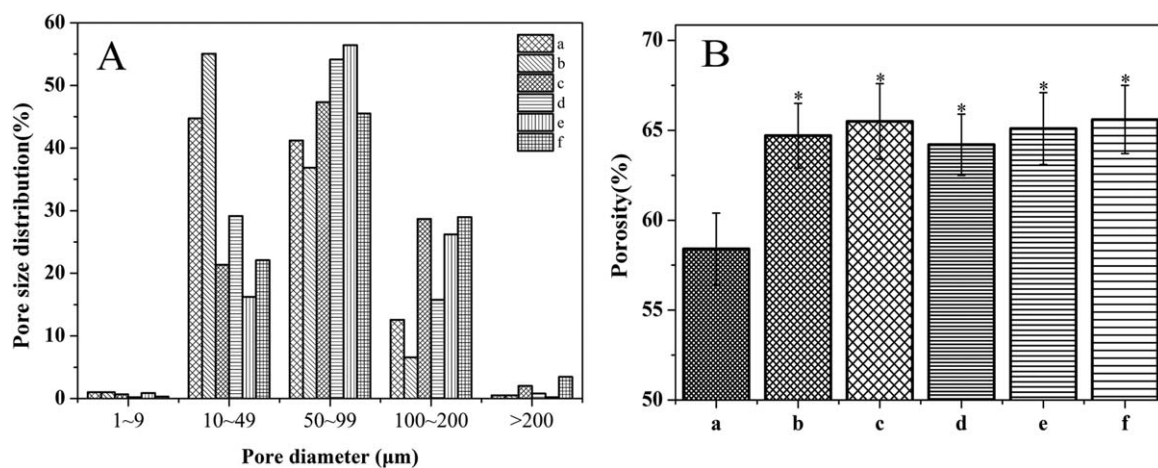 A
Pore size distribution(%)
60
50
40
30
20
10
0
a
b
c
d
e
f
1~9 10~49 50~99 100~200 >200
Pore diameter (μm)
B
Porosity(%)
70
65
60
55
50
* * * * *
a b c d e f